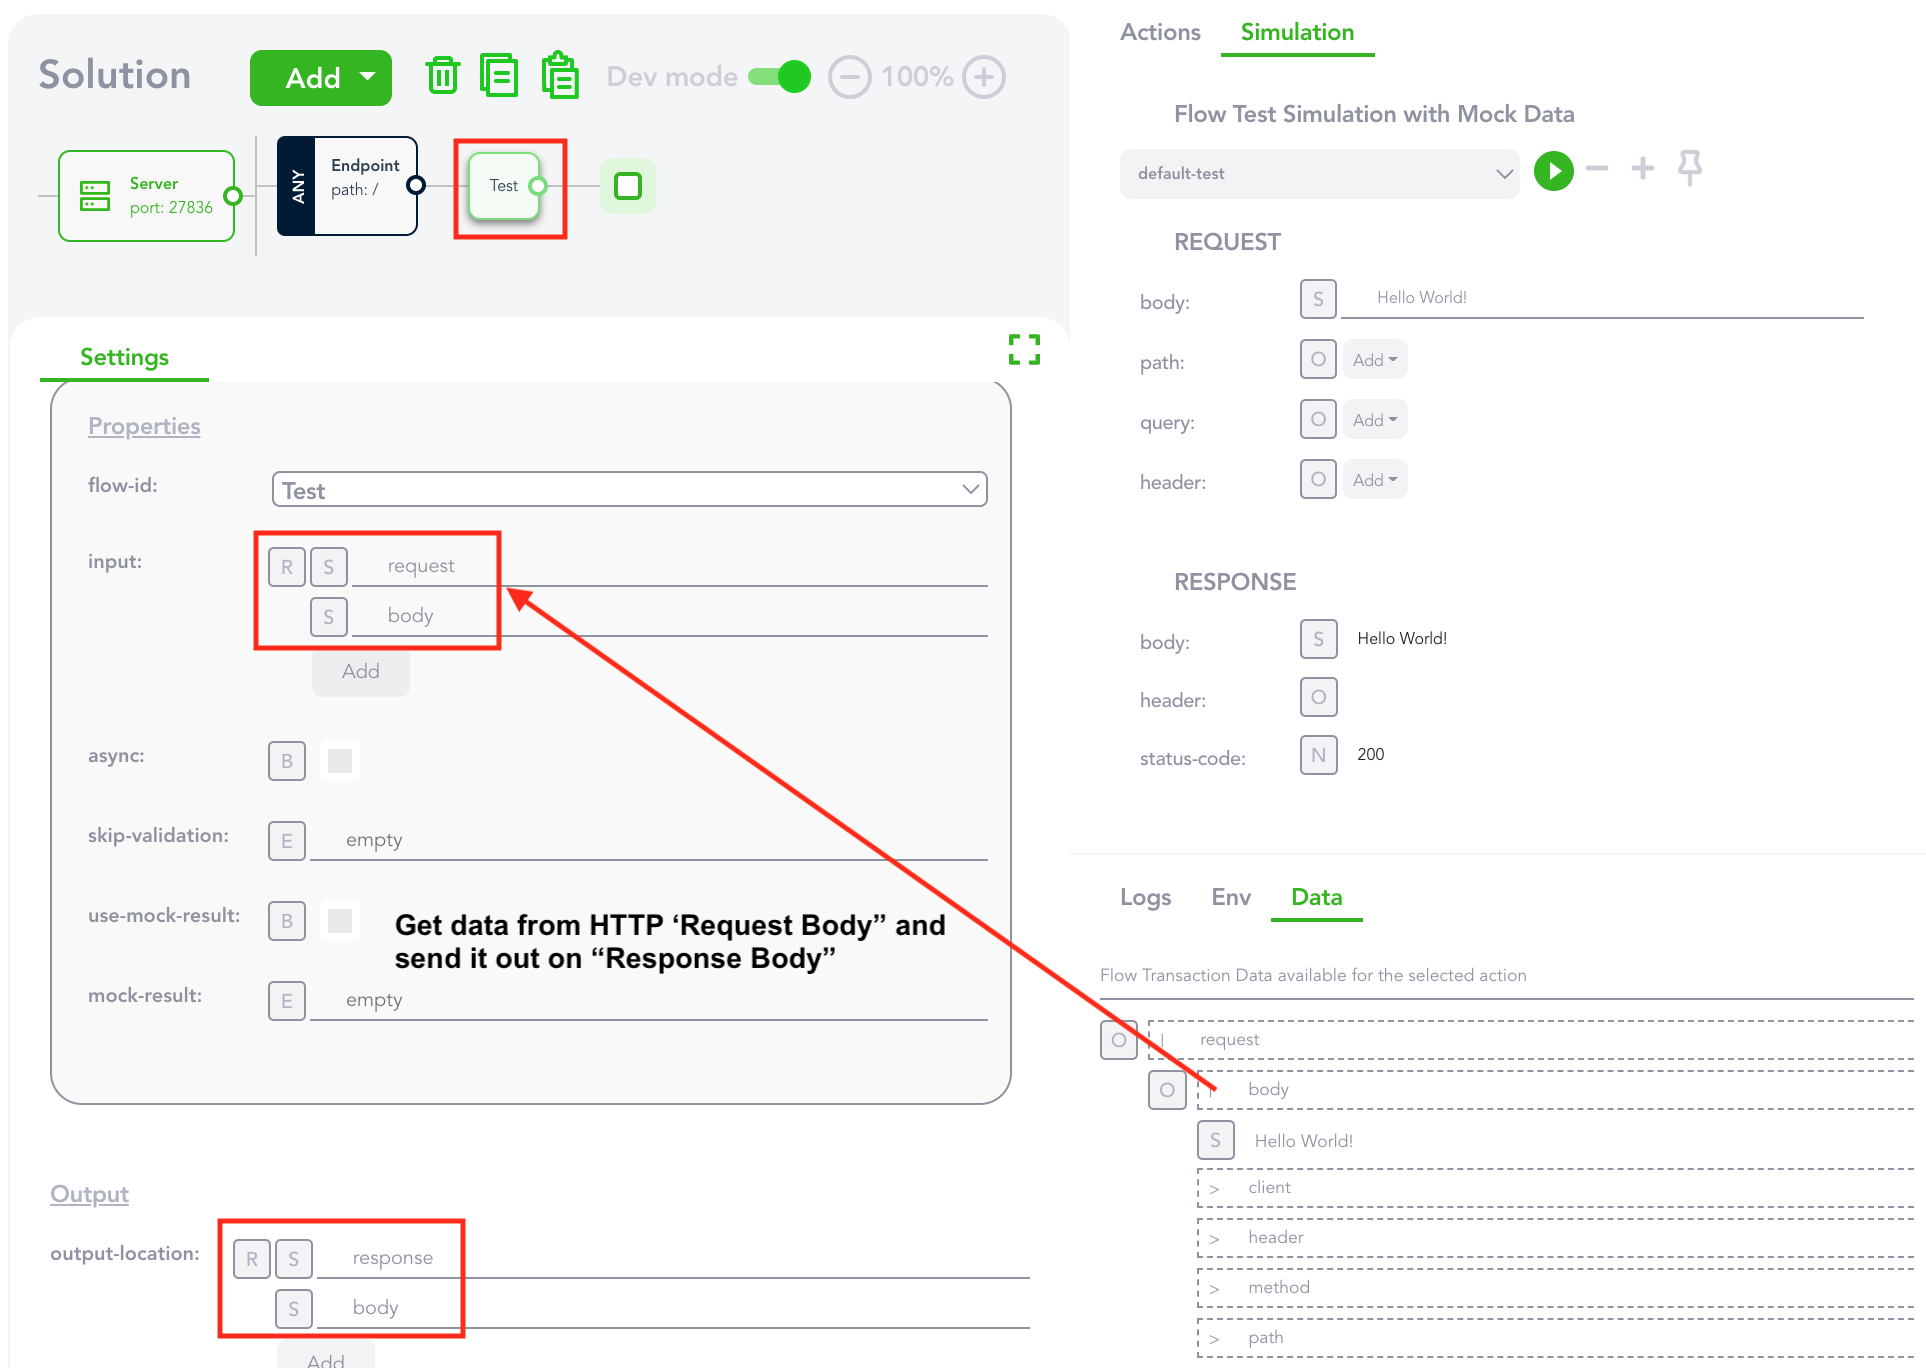 Solution
Add
Dev mode
100%
Server
port: 27836
ANY
Endpoint
path: /
Test
Settings
Properties
flow-id:
Test
input:
R S request
S body
Add
async:
B
skip-validation:
E empty
use-mock-result:
B
Get data from HTTP ‘Request Body” and
send it out on “Response Body”
mock-result:
E empty
Output
output-location:
R S response
S body
Add
Actions Simulation
Flow Test Simulation with Mock Data
default-test
REQUEST
body: S Hello World!
path: O Add
query: O Add
header: O Add
RESPONSE
body: S Hello World!
header: O
status-code: N 200
Logs Env Data
Flow Transaction Data available for the selected action
O request
O body
S Hello World!
> client
> header
> method
> path